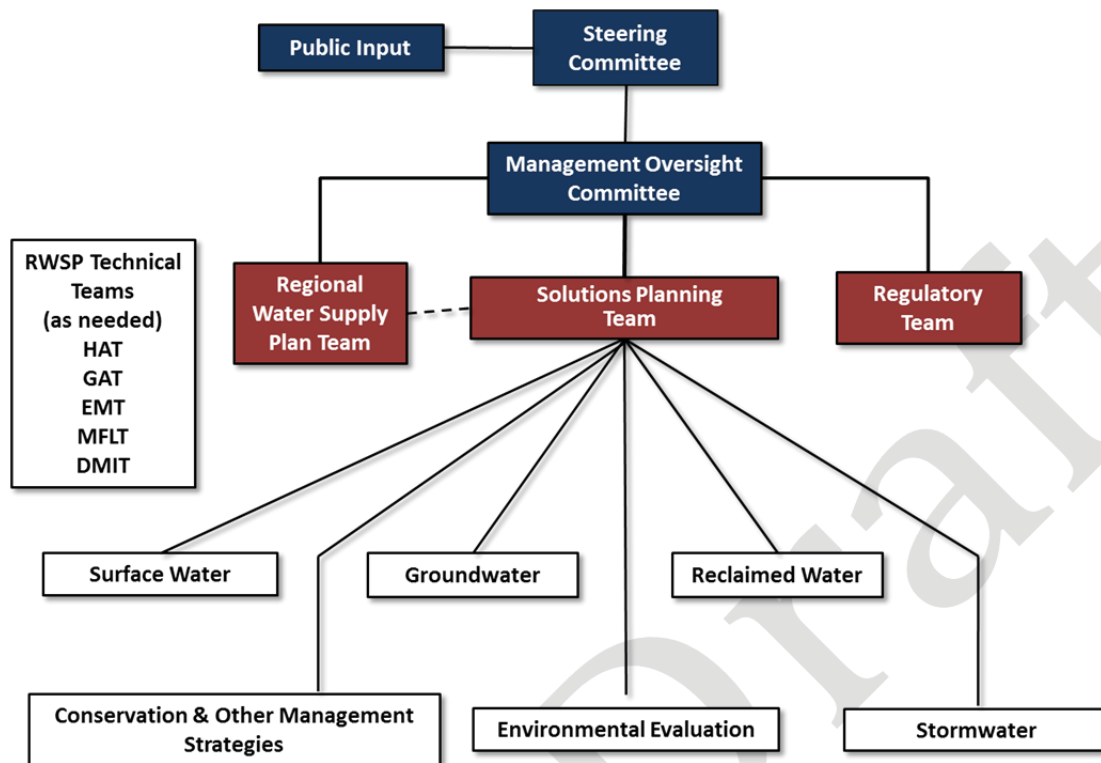 Public Input
Steering
Committee
Management Oversight
Committee
RWSP Technical
Teams
(as needed)
HAT
GAT
EMT
MFLT
DMIT
Regional
Water Supply
Plan Team
Solutions Planning
Team
Regulatory
Team
Surface Water
Groundwater
Reclaimed Water
Conservation & Other Management
Strategies
Environmental Evaluation
Stormwater
Draft